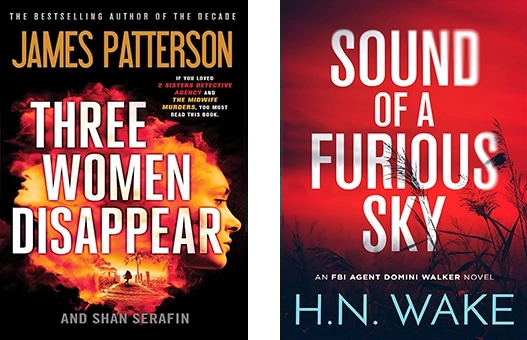 THE BESTSELLING AUTHOR OF THE DECADE
JAMES PATTERSON
IF YOU LOVED
2 SISTERS DETECTIVE
AGENCY AND
THE MIDWIFE
MURDERS, YOU MUST
READ THIS BOOK.
THREE
WOMEN
DISAPPEAR
AND SHAN SERAFIN
SOUND
OF A
FURIOUS
SKY
AN FBI AGENT DOMINI WALKER NOVEL
H.N. WAKE